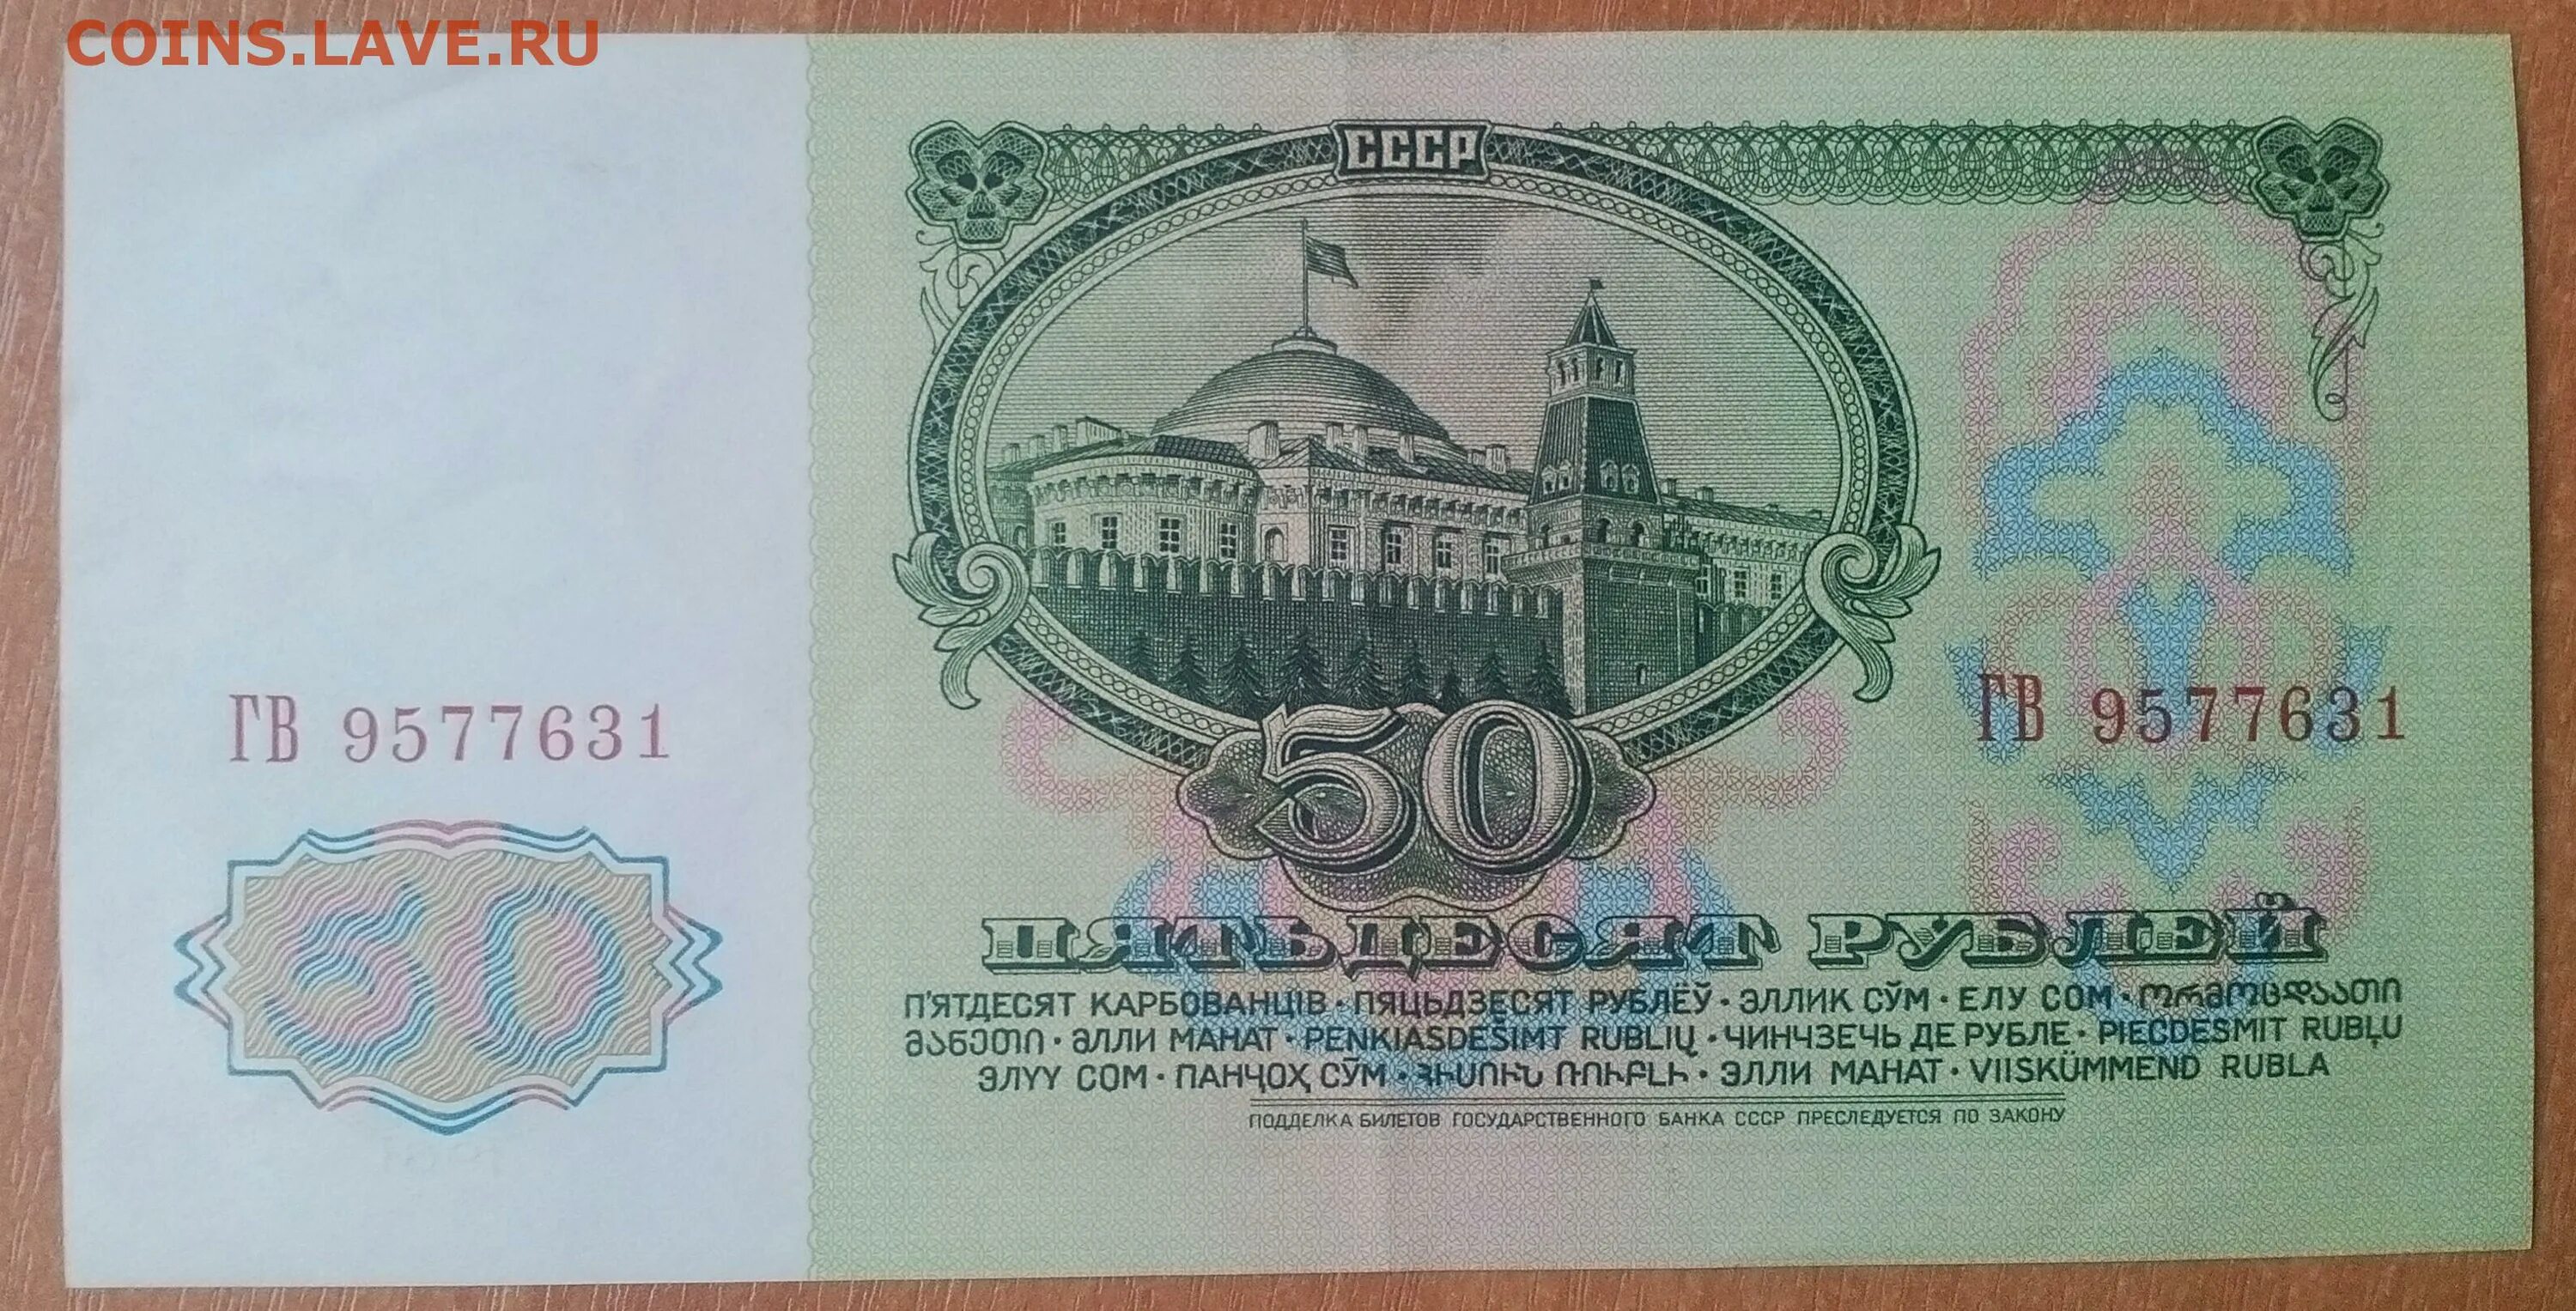 COINS.LAVE.RU
СССР
ГВ 9577631
ГВ 9577631
50
50
ПЯТЬДЕСЯТ РУБЛЕЙ
П'ЯТДЕСЯТ КАРБОВАНЦІВ · ПЯЦЬДЗЕСЯТ РУБЛЁЎ · ЭЛЛИК СЎМ · ЕЛУ СОМ · ორმოცდაათი
მანეთი · ӘЛЛИ МАНАТ · PENKIASDEŠIMT RUBLIŲ · ЧИНЧЗЕЧЬ ДЕ РУБЛЕ · PIECDESMIT RUBĻU
ЭЛҮҮ СОМ · ПАНҶОҲ СӮМ · ՀԻՍՈՒՆ ՌՈՒԲԼԻ · ЭЛЛИ МАНАТ · VIISKÜMMEND RUBLA
ПОДДЕЛКА БИЛЕТОВ ГОСУДАРСТВЕННОГО БАНКА СССР ПРЕСЛЕДУЕТСЯ ПО ЗАКОНУ